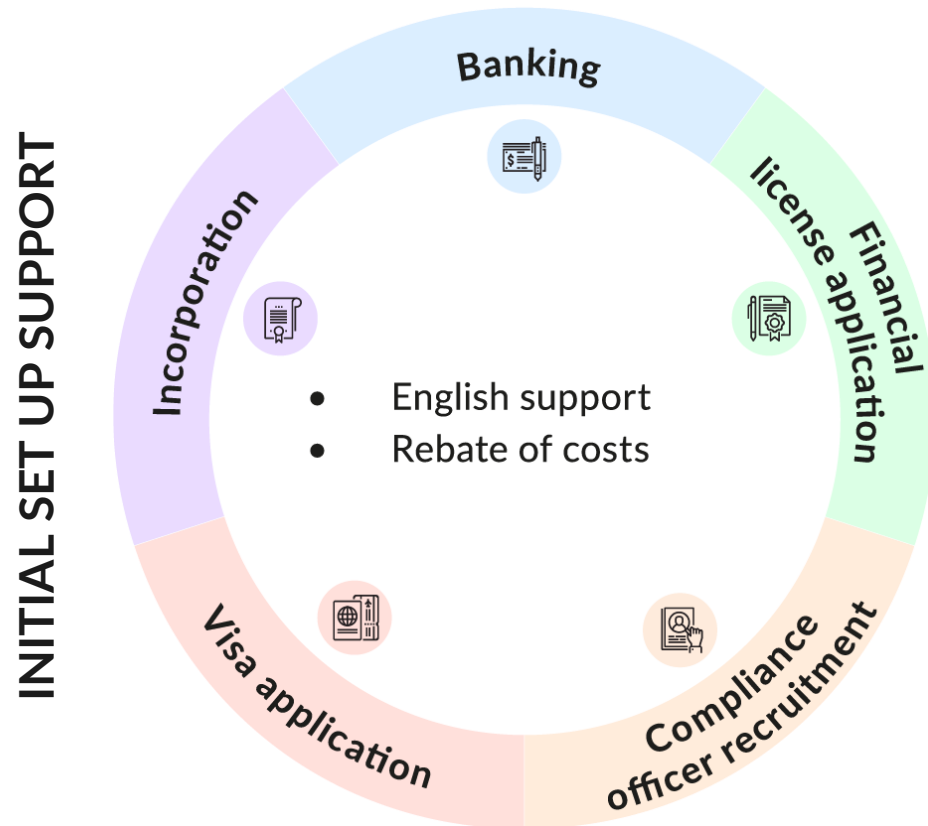 INITIAL SET UP SUPPORT
Banking
Financial
license application
Compliance
officer recruitment
Visa application
Incorporation
$
• English support
• Rebate of costs